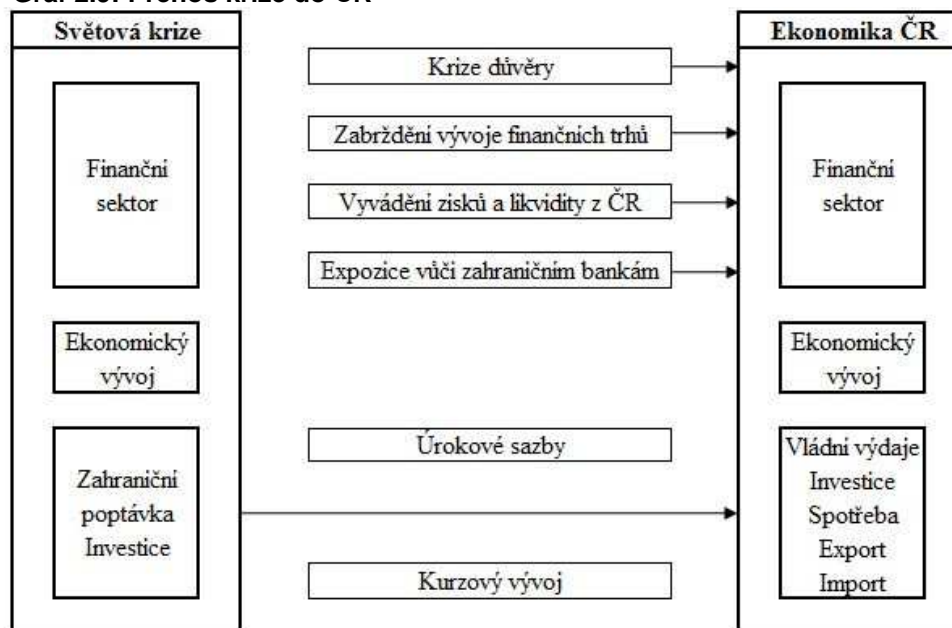 Světová krize
Finanční
sektor
Ekonomický
vývoj
Zahraniční
poptávka
Investice
Krize důvěry
Zabrždění vývoje finančních trhů
Vyvádění zisků a likvidity z ČR
Expozice vůči zahraničním bankám
Úrokové sazby
Kurzový vývoj
Ekonomika ČR
Finanční
sektor
Ekonomický
vývoj
Vládní výdaje
Investice
Spotřeba
Export
Import